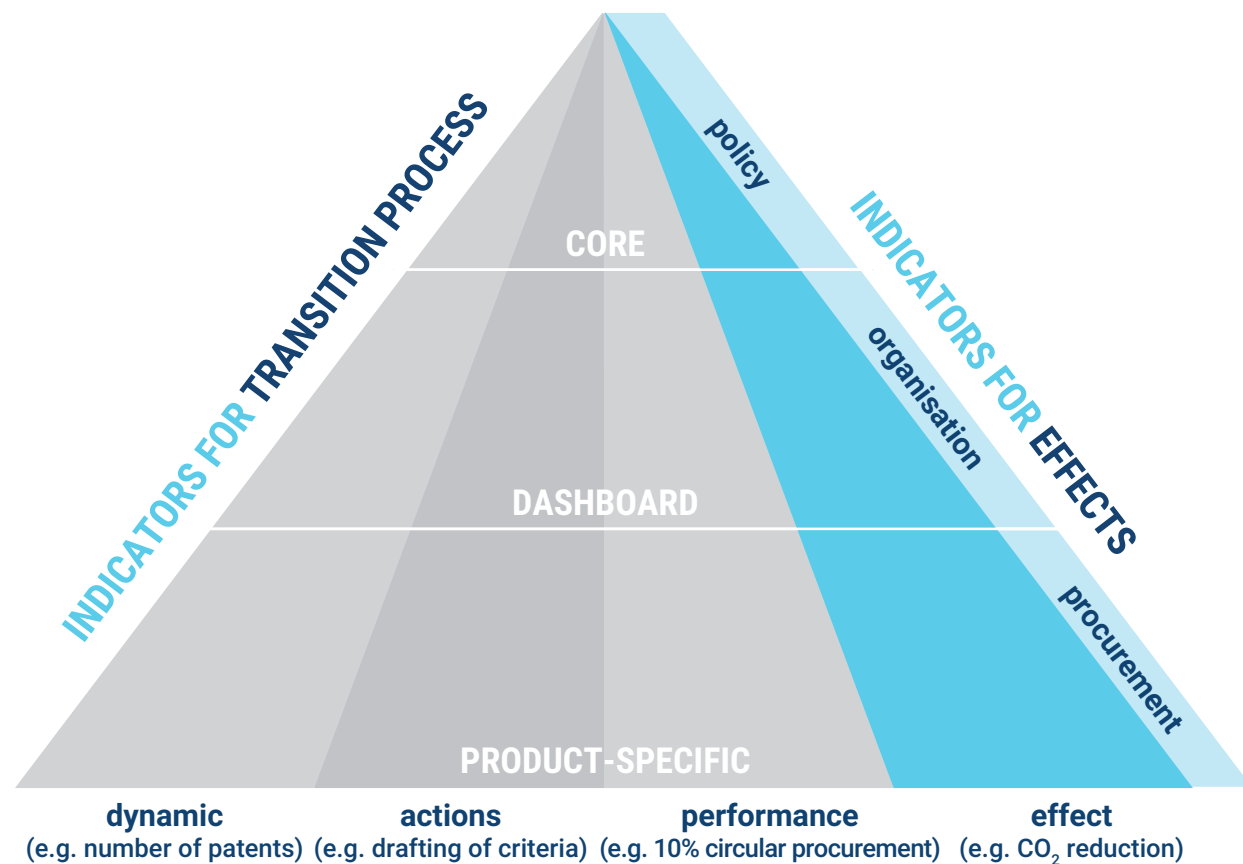 INDICATORS FOR TRANSITION PROCESS
INDICATORS FOR EFFECTS
policy
CORE
organisation
DASHBOARD
procurement
PRODUCT-SPECIFIC
dynamic
(e.g. number of patents)
actions
(e.g. drafting of criteria)
performance
(e.g. 10% circular procurement)
effect
(e.g. CO₂ reduction)